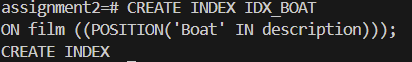 assignment2=# CREATE INDEX IDX_BOAT
ON film ((POSITION('Boat' IN description)));
CREATE INDEX